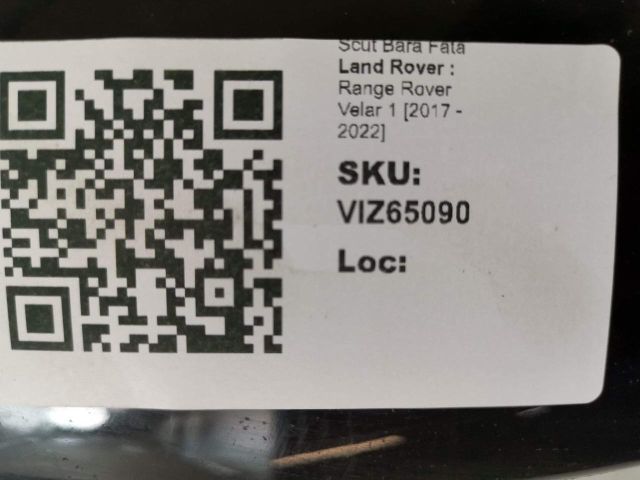 Scut Bara Fata
Land Rover :
Range Rover
Velar 1 [2017 -
2022]
SKU:
VIZ65090
Loc: